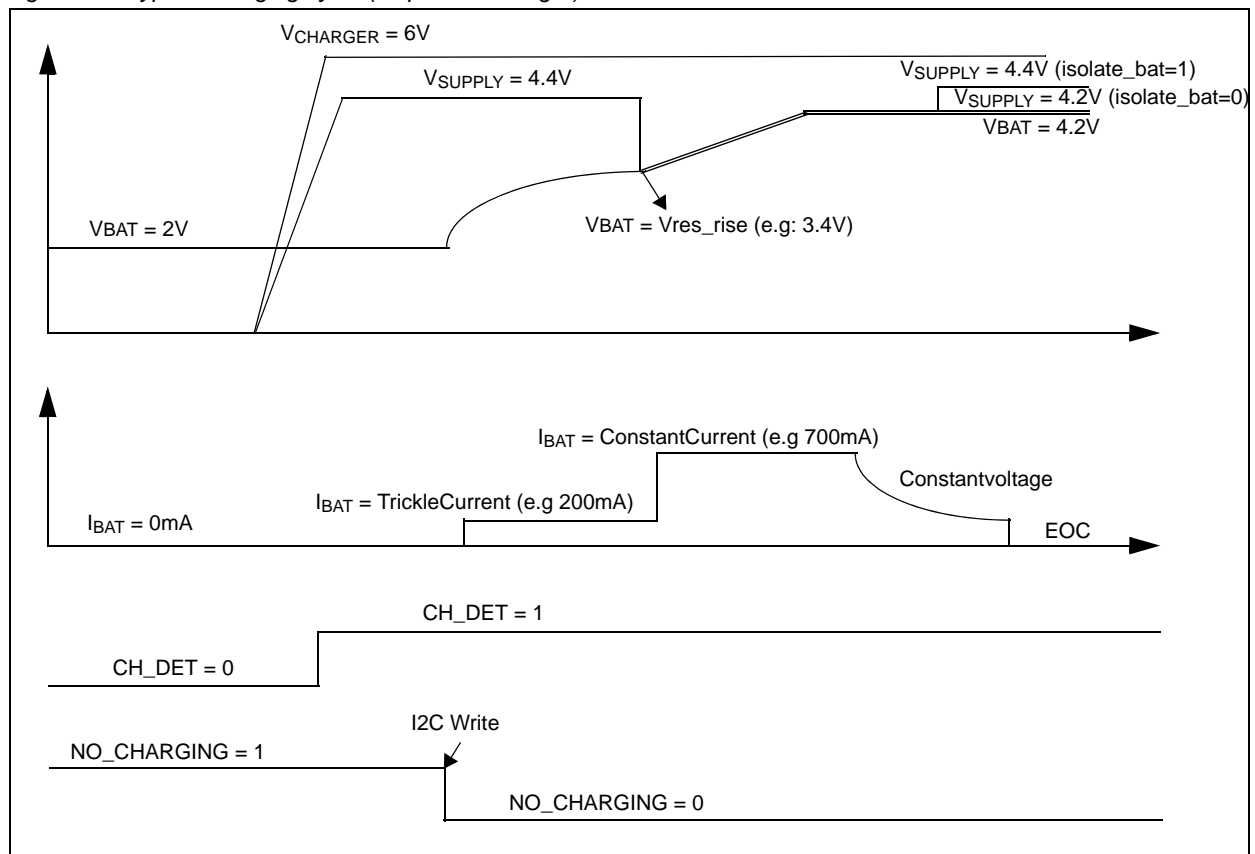 VCHARGER = 6V
VSUPPLY = 4.4V
VSUPPLY = 4.4V (isolate_bat=1)
VSUPPLY = 4.2V (isolate_bat=0)
VBAT = 4.2V
VBAT = 2V
VBAT = Vres_rise (e.g: 3.4V)
IBAT = ConstantCurrent (e.g 700mA)
Constantvoltage
IBAT = TrickleCurrent (e.g 200mA)
IBAT = 0mA
EOC
CH_DET = 1
CH_DET = 0
I2C Write
NO_CHARGING = 1
NO_CHARGING = 0